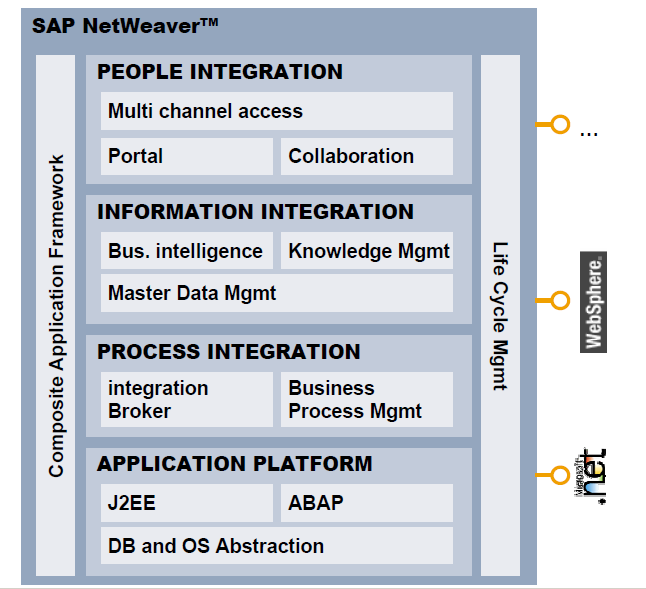 SAP NetWeaver™
Composite Application Framework
PEOPLE INTEGRATION
Multi channel access
Portal
Collaboration
INFORMATION INTEGRATION
Bus. intelligence
Knowledge Mgmt
Master Data Mgmt
PROCESS INTEGRATION
integration
Broker
Business
Process Mgmt
APPLICATION PLATFORM
J2EE
ABAP
DB and OS Abstraction
Life Cycle Mgmt
...
WebSphere.
Microsoft
.net